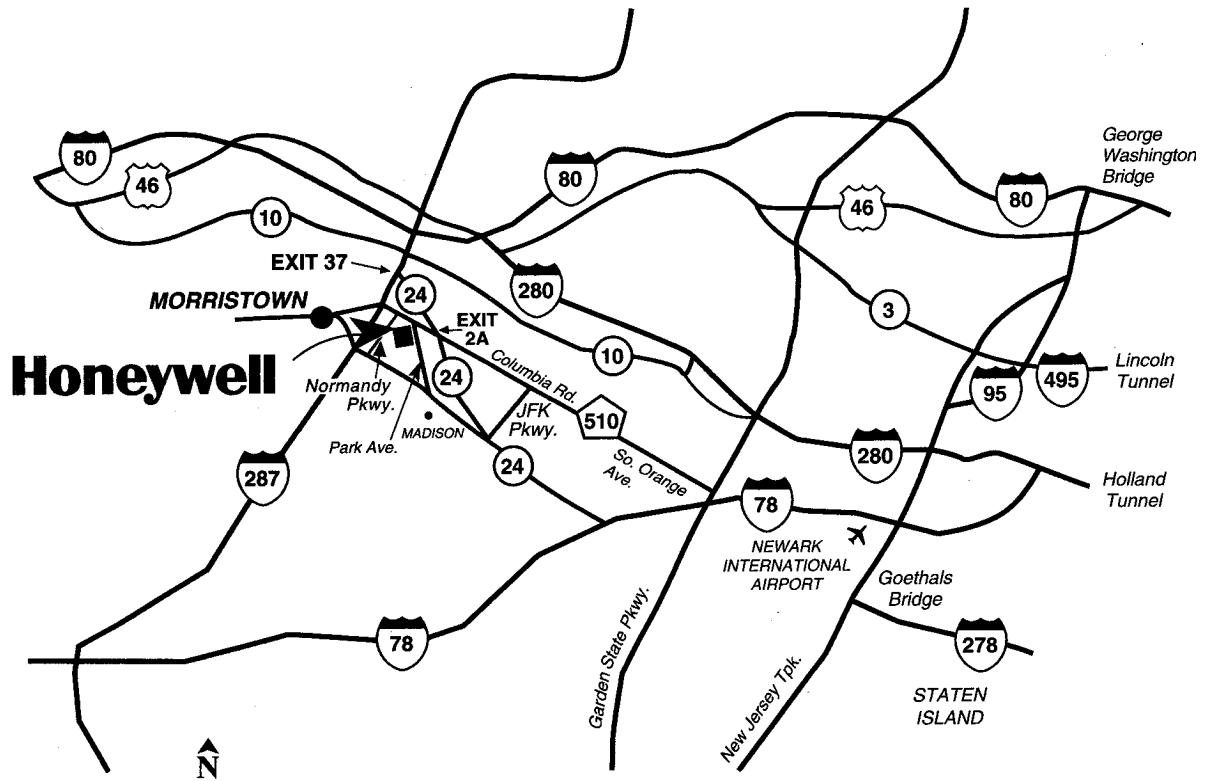 80
46
10
EXIT 37
24
MORRISTOWN
EXIT
2A
Honeywell
Normandy
Pkwy.
Park Ave.
24
MADISON
Columbia Rd.
JFK
Pkwy.
510
24
So. Orange
Ave.
287
78
80
280
10
46
3
80
George
Washington
Bridge
95
495
Lincoln
Tunnel
280
Holland
Tunnel
78
NEWARK
INTERNATIONAL
AIRPORT
Goethals
Bridge
278
STATEN
ISLAND
Garden State Pkwy.
New Jersey Tpk.
N